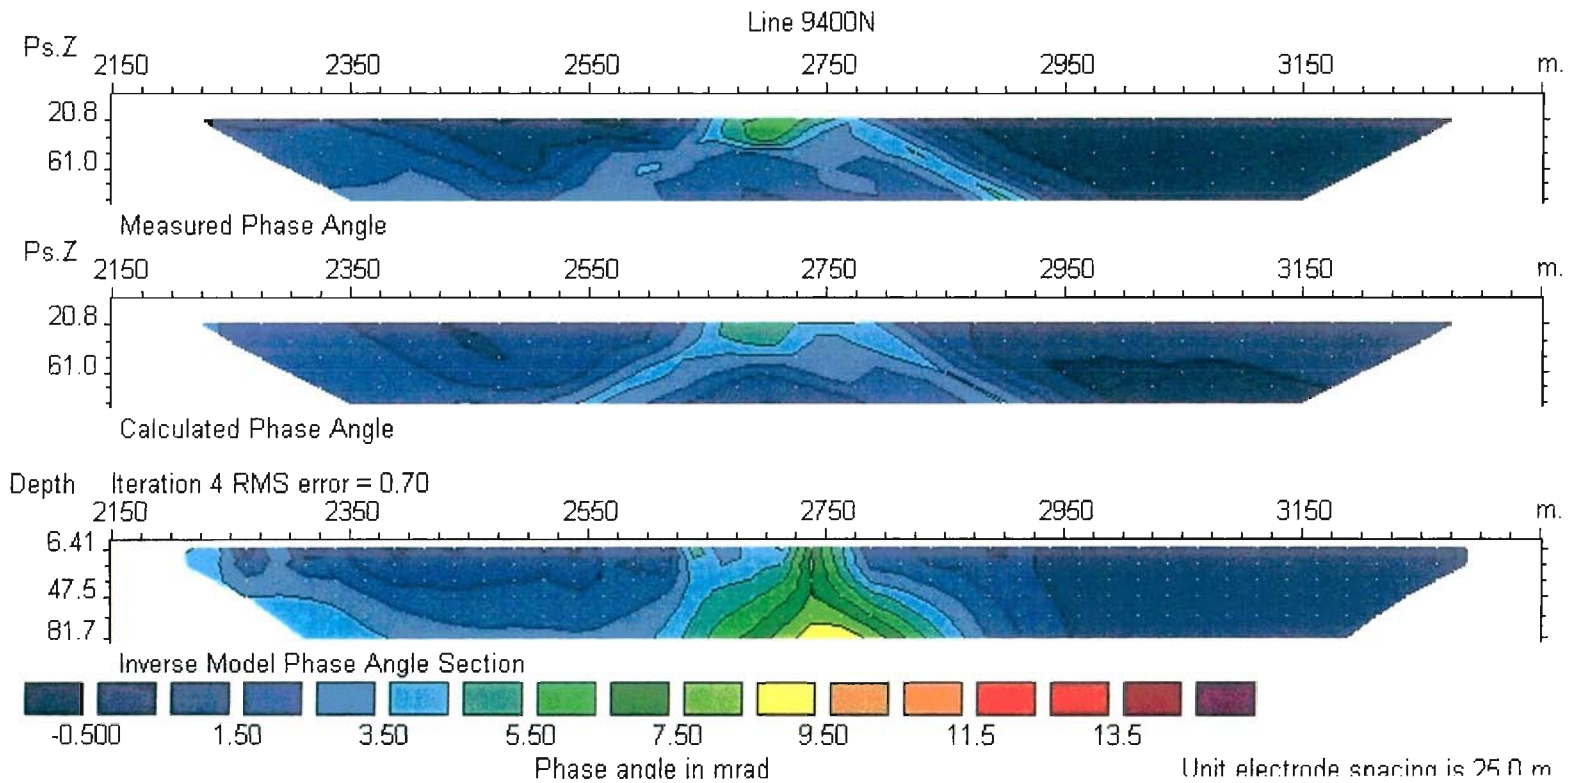 Line 9400N
Ps.Z
2150 2350 2550 2750 2950 3150 m.
20.8
61.0
Measured Phase Angle
Ps.Z
2150 2350 2550 2750 2950 3150 m.
20.8
61.0
Calculated Phase Angle
Depth Iteration 4 RMS error = 0.70
2150 2350 2550 2750 2950 3150 m.
6.41
47.5
81.7
Inverse Model Phase Angle Section
-0.500 1.50 3.50 5.50 7.50 9.50 11.5 13.5
Phase angle in mrad
Unit electrode spacing is 25.0 m.